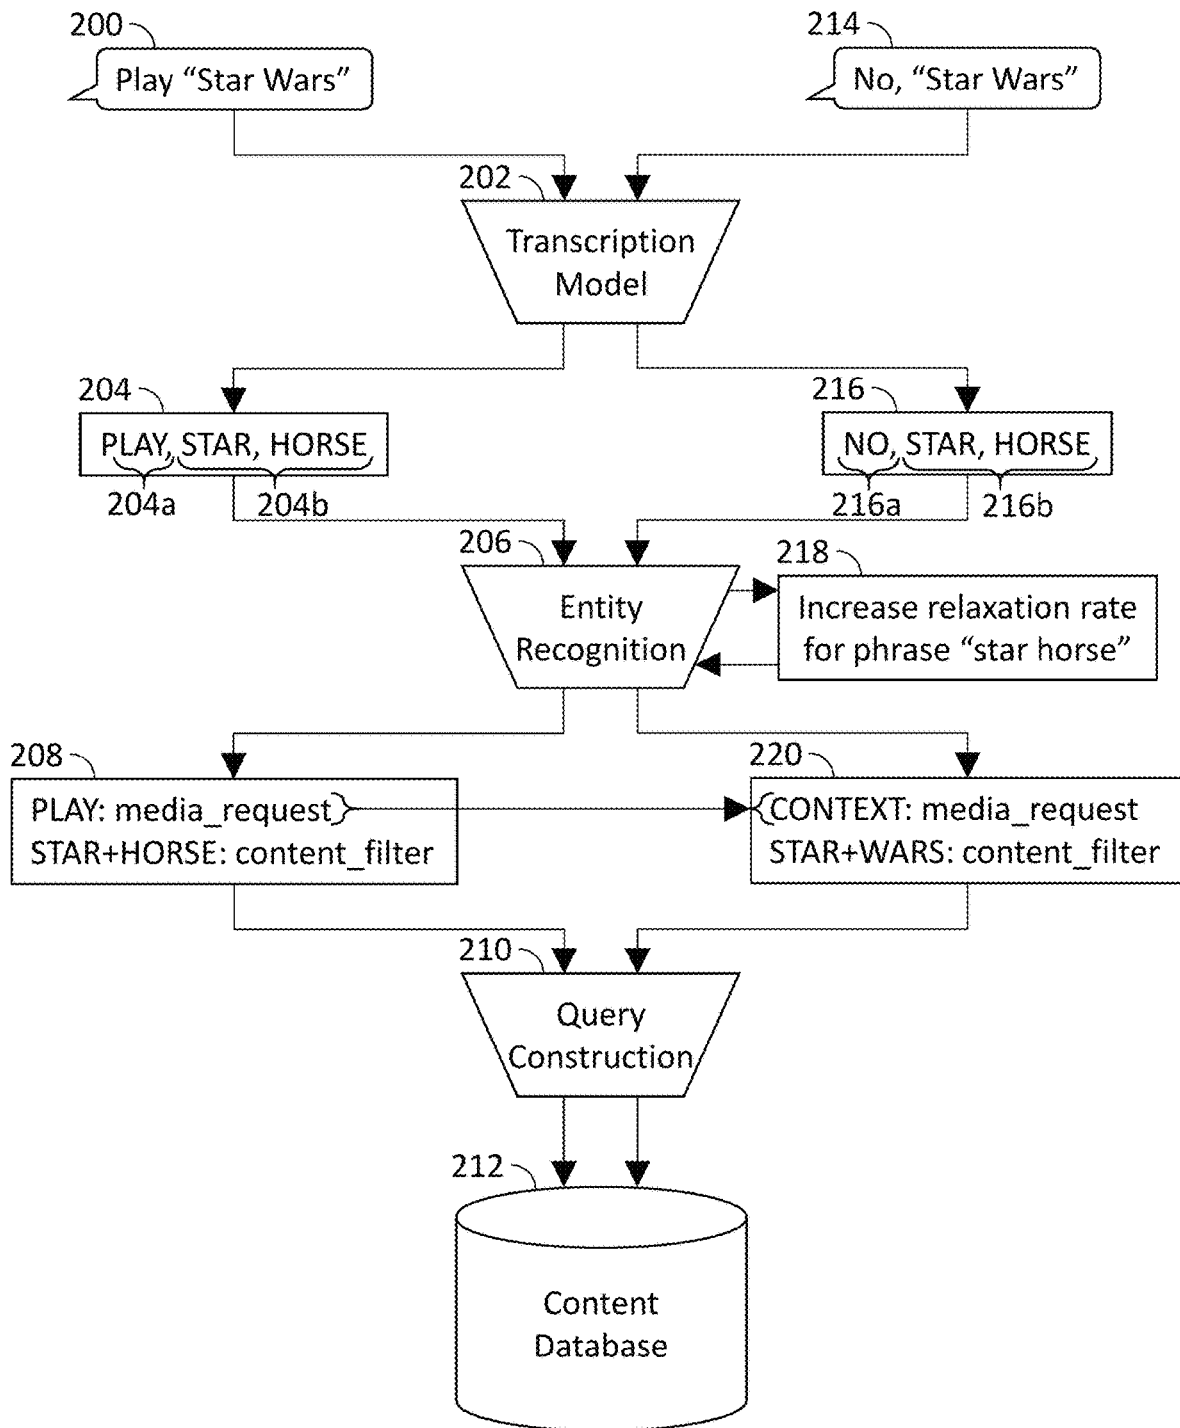 200
Play “Star Wars”
214
No, “Star Wars”
202
Transcription
Model
204
PLAY, STAR, HORSE
204a
204b
216
NO, STAR, HORSE
216a
216b
206
Entity
Recognition
218
Increase relaxation rate
for phrase “star horse”
208
PLAY: media_request
STAR+HORSE: content_filter
220
CONTEXT: media_request
STAR+WARS: content_filter
210
Query
Construction
212
Content
Database